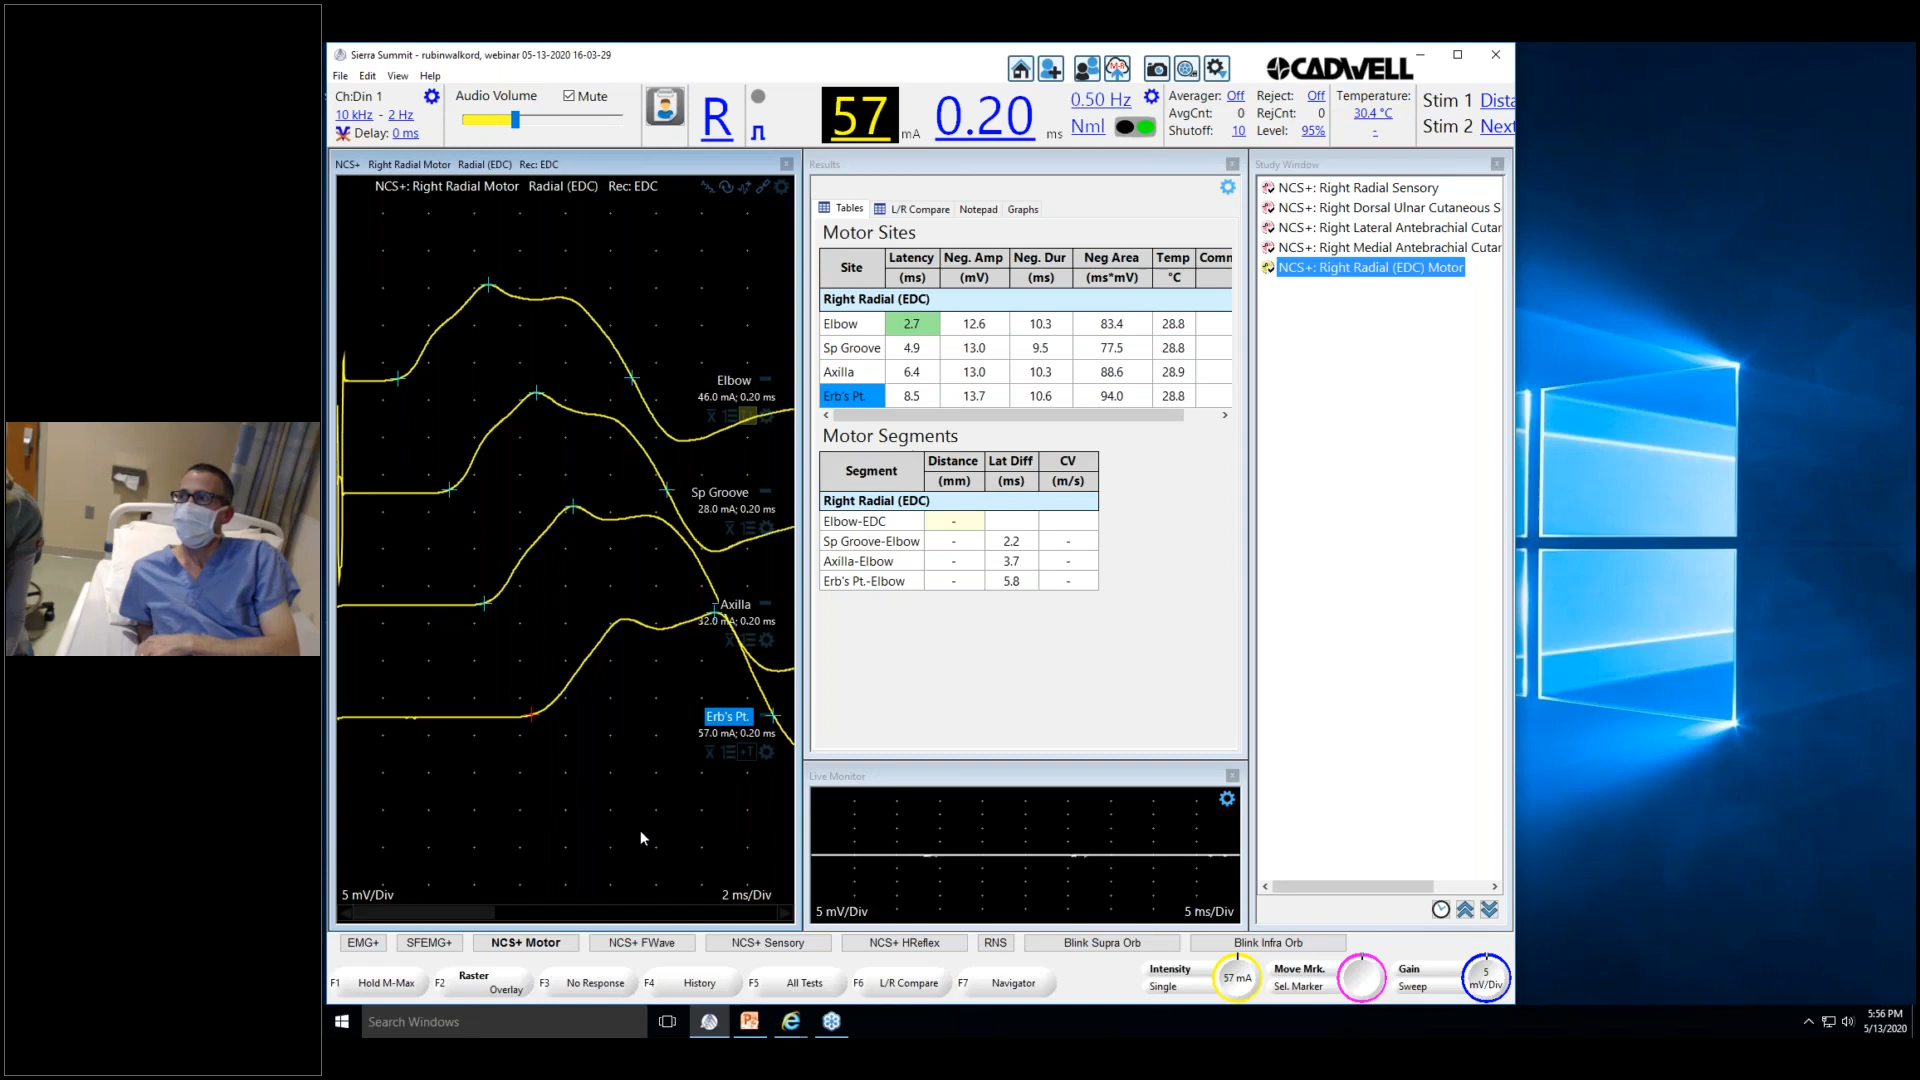 Sierra Summit - rubinwalkord, webinar 05-13-2020 16-03-29
File Edit View Help
CADWELL
Ch:Din 1
10 kHz - 2 Hz
Delay: 0 ms
Audio Volume Mute
R
57 mA
0.20 ms
0.50 Hz
Nml
Averager: Off
AvgCnt: 0
Shutoff: 10
Reject: Off
RejCnt: 0
Level: 95%
Temperature:
30.4 °C
-
Stim 1 Dista
Stim 2 Next
NCS+ Right Radial Motor Radial (EDC) Rec: EDC
NCS+: Right Radial Motor Radial (EDC) Rec: EDC
Elbow
46.0 mA; 0.20 ms
Sp Groove
28.0 mA; 0.20 ms
Axilla
32.0 mA; 0.20 ms
Erb's Pt.
57.0 mA; 0.20 ms
5 mV/Div 2 ms/Div
Results
Tables L/R Compare Notepad Graphs
Motor Sites
Site Latency Neg. Amp Neg. Dur Neg Area Temp Comn
(ms) (mV) (ms) (ms*mV) °C
Right Radial (EDC)
Elbow 2.7 12.6 10.3 83.4 28.8
Sp Groove 4.9 13.0 9.5 77.5 28.8
Axilla 6.4 13.0 10.3 88.6 28.9
Erb's Pt. 8.5 13.7 10.6 94.0 28.8
Motor Segments
Segment Distance Lat Diff CV
(mm) (ms) (m/s)
Right Radial (EDC)
Elbow-EDC -
Sp Groove-Elbow - 2.2 -
Axilla-Elbow - 3.7 -
Erb's Pt.-Elbow - 5.8 -
Live Monitor
5 mV/Div 5 ms/Div
Study Window
NCS+: Right Radial Sensory
NCS+: Right Dorsal Ulnar Cutaneous S
NCS+: Right Lateral Antebrachial Cutar
NCS+: Right Medial Antebrachial Cutar
NCS+: Right Radial (EDC) Motor
EMG+ SFEMG+ NCS+ Motor NCS+ FWave NCS+ Sensory NCS+ HReflex RNS Blink Supra Orb Blink Infra Orb
F1 Hold M-Max F2 Raster Overlay F3 No Response F4 History F5 All Tests F6 L/R Compare F7 Navigator
Intensity
Single
57 mA
Move Mrk.
Sel. Marker
Gain
Sweep
5
mV/Div
Search Windows
5:56 PM
5/13/2020